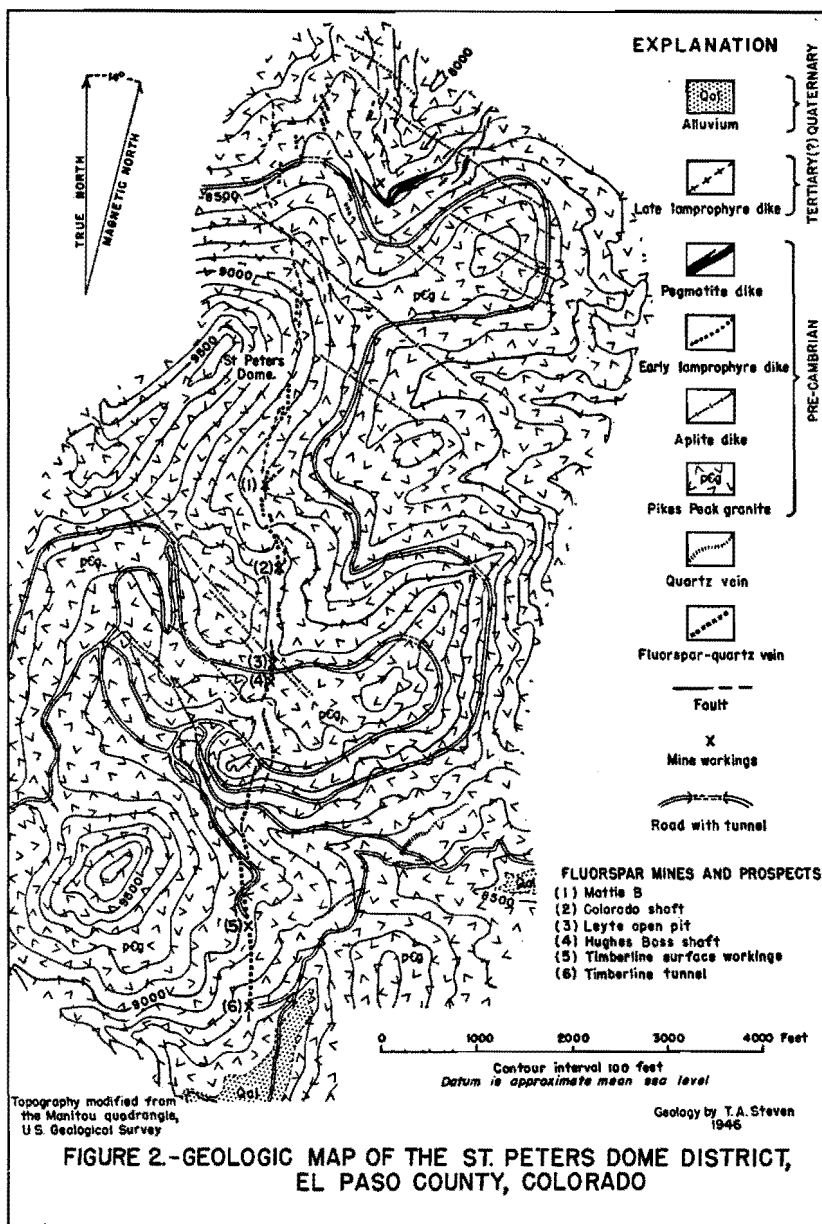 14°
TRUE NORTH
MAGNETIC NORTH
8000
8500
9000
9500
St Peters
Dome
p€g
(1)
(2)
p€g
(3)
(4)
p€g
9500
p€g
9000
(5)
(6)
8500
Qal
p€g
Qal
EXPLANATION
Qal
Alluvium
QUATERNARY
Late lamprophyre dike
TERTIARY(?)
Pegmatite dike
Early lamprophyre dike
Aplite dike
p€g
Pikes Peak granite
PRE-CAMBRIAN
Quartz vein
Fluorspar-quartz vein
Fault
x
Mine workings
Road with tunnel
FLUORSPAR MINES AND PROSPECTS
(1) Mattie B
(2) Colorado shaft
(3) Leyte open pit
(4) Hughes Boss shaft
(5) Timberline surface workings
(6) Timberline tunnel
0 1000 2000 3000 4000 Feet
Contour interval 100 feet
Datum is approximate mean sea level
Topography modified from
the Manitou quadrangle,
U.S. Geological Survey
Geology by T.A. Steven
1946
FIGURE 2.-GEOLOGIC MAP OF THE ST. PETERS DOME DISTRICT,
EL PASO COUNTY, COLORADO